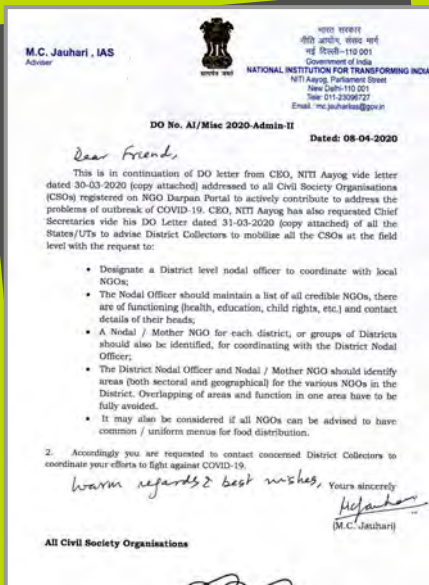 M.C. Jauhari, IAS
Adviser
सत्यमेव जयते
भारत सरकार
नीति आयोग, संसद मार्ग
नई दिल्ली-110 001
Government of India
NATIONAL INSTITUTION FOR TRANSFORMING INDIA
NITI Aayog, Parliament Street
New Delhi-110 001
Tele: 011-23096727
Email: mc.jauharias@gov.in
DO No. AI/Misc 2020-Admin-II
Dated: 08-04-2020
Dear Friend,
This is in continuation of DO letter from CEO, NITI Aayog vide letter
dated 30-03-2020 (copy attached) addressed to all Civil Society Organisations
(CSOs) registered on NGO Darpan Portal to actively contribute to address the
problems of outbreak of COVID-19. CEO, NITI Aayog has also requested Chief
Secretaries vide his DO Letter dated 31-03-2020 (copy attached) of all the
States/UTs to advise District Collectors to mobilize all the CSOs at the field
level with the request to:
• Designate a District level nodal officer to coordinate with local
NGOs;
• The Nodal Officer should maintain a list of all credible NGOs, there
are of functioning (health, education, child rights, etc.) and contact
details of their heads;
• A Nodal / Mother NGO for each district, or groups of Districts
should also be identified, for coordinating with the District Nodal
Officer;
• The District Nodal Officer and Nodal / Mother NGO should identify
areas (both sectoral and geographical) for the various NGOs in the
District. Overlapping of areas and function in one area have to be
fully avoided.
• It may also be considered if all NGOs can be advised to have
common / uniform menus for food distribution.
2. Accordingly you are requested to contact concerned District Collectors to
coordinate your efforts to fight against COVID-19.
Warm regards & best wishes, Yours sincerely
MCJauhari
(M.C. Jauhari)
All Civil Society Organisations